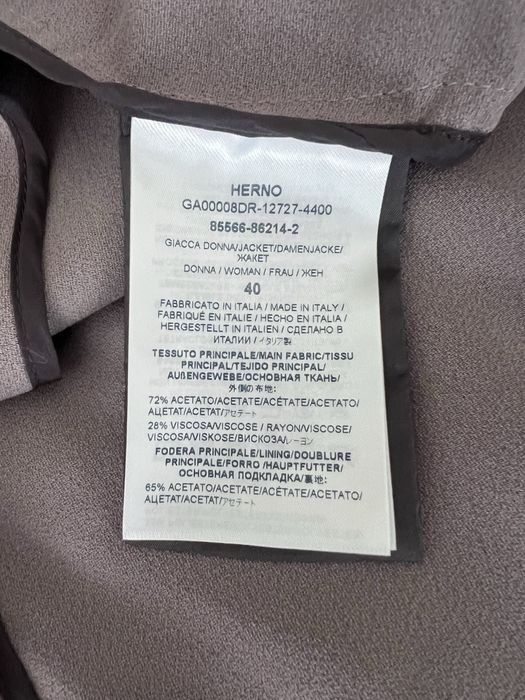 HERNO
GA00008DR-12727-4400
85566-86214-2
GIACCA DONNA/JACKET/DAMENJACKE/
ЖАКЕТ
DONNA / WOMAN / FRAU / ЖЕН
40
FABBRICATO IN ITALIA / MADE IN ITALY /
FABRIQUÉ EN ITALIE / HECHO EN ITALIA /
HERGESTELLT IN ITALIEN / СДЕЛАНО В
ИТАЛИИ / イタリア製
TESSUTO PRINCIPALE/MAIN FABRIC/TISSU
PRINCIPAL/TEJIDO PRINCIPAL/
AUßENGEWEBE/ОСНОВНАЯ ТКАНЬ/
外側の布地:
72% ACETATO/ACETATE/ACÉTATE/ACETATO/
AЦETAT/ACETAT/アセテート
28% VISCOSA/VISCOSE / RAYON/VISCOSE/
VISCOSA/VISKOSE/ВИСКОЗА/レーヨン
FODERA PRINCIPALE/LINING/DOUBLURE
PRINCIPALE/FORRO /HAUPTFUTTER/
ОСНОВНАЯ ПОДКЛАДКА/裏地:
65% ACETATO/ACETATE/ACÉTATE/ACETATO/
AЦETAT/ACETAT/アセテート